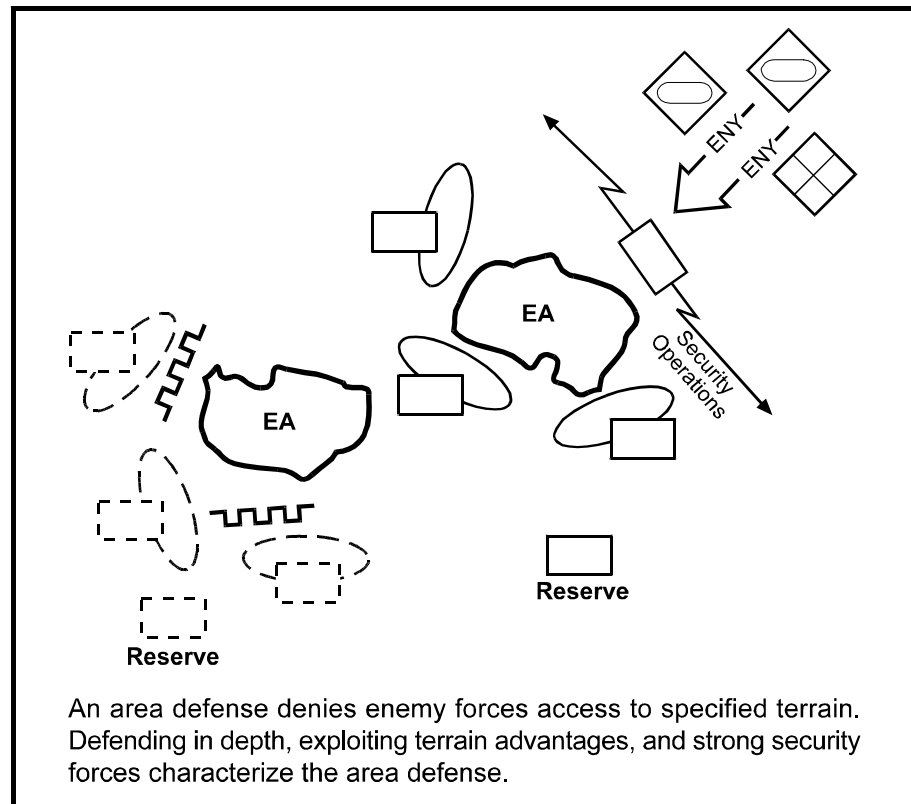 ENY
ENY
EA
Security
Operations
EA
Reserve
Reserve
An area defense denies enemy forces access to specified terrain.
Defending in depth, exploiting terrain advantages, and strong security
forces characterize the area defense.